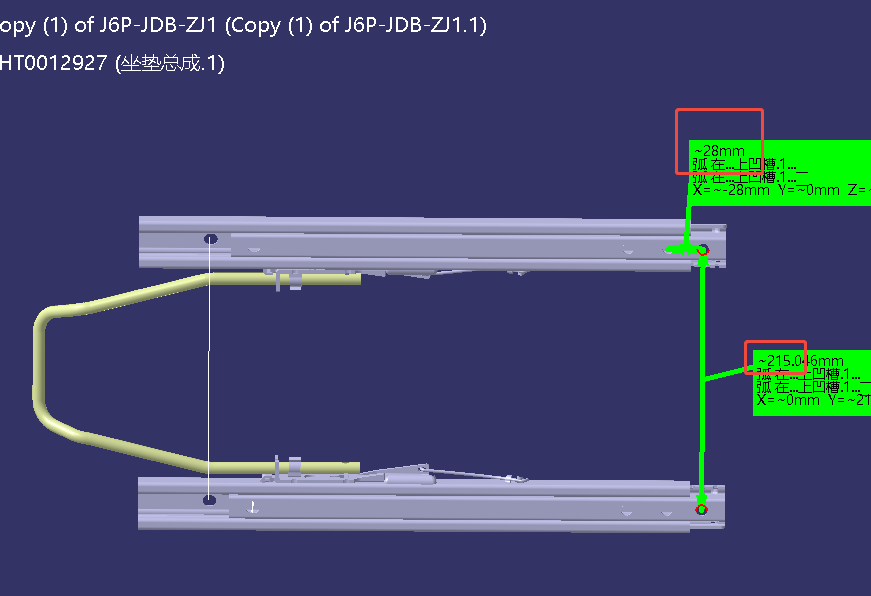 opy (1) of J6P-JDB-ZJ1 (Copy (1) of J6P-JDB-ZJ1.1)
HT0012927 (坐垫总成.1)
~28mm
弧 在...上凹槽.1...
弧 在...上凹槽.1...
X=~-28mm Y=~0mm Z=~
~215.046mm
弧 在...上凹槽.1...
弧 在...上凹槽.1...
X=~0mm Y=~21